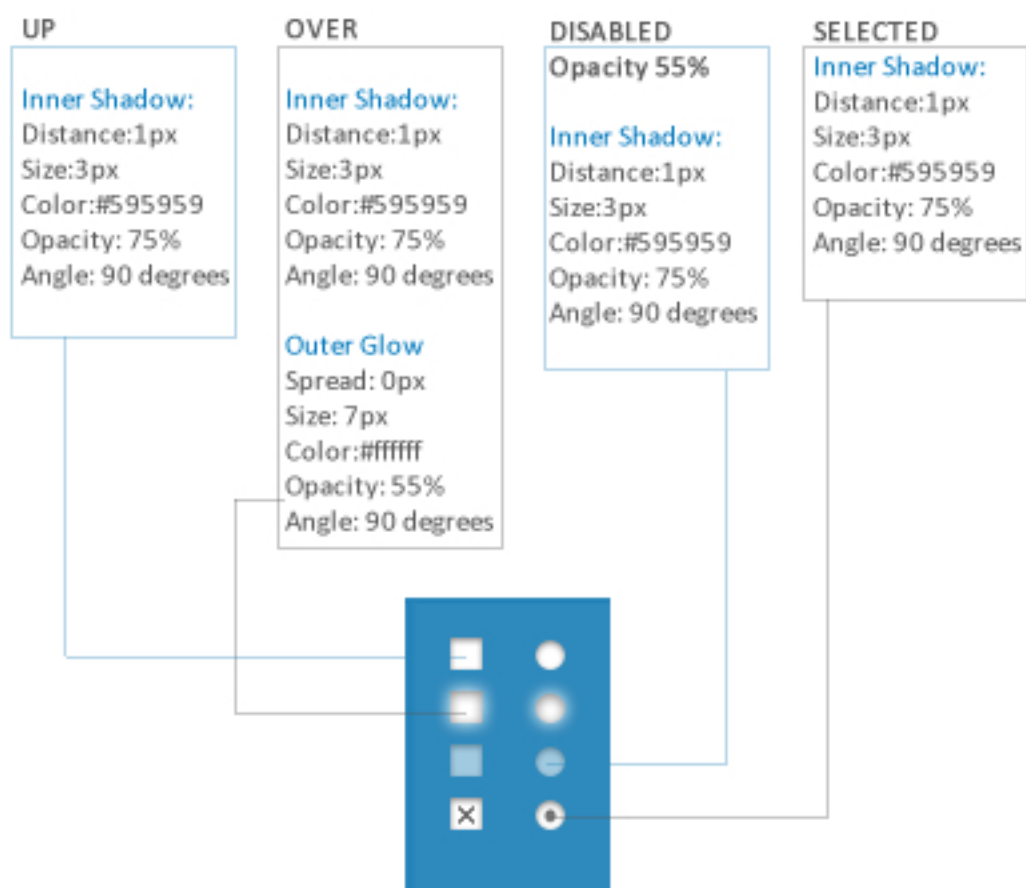 UP
Inner Shadow:
Distance:1px
Size:3px
Color:#595959
Opacity: 75%
Angle: 90 degrees
OVER
Inner Shadow:
Distance:1px
Size:3px
Color:#595959
Opacity: 75%
Angle: 90 degrees
Outer Glow
Spread: 0px
Size: 7px
Color:#ffffff
Opacity: 55%
Angle: 90 degrees
DISABLED
Opacity 55%
Inner Shadow:
Distance:1px
Size:3px
Color:#595959
Opacity: 75%
Angle: 90 degrees
SELECTED
Inner Shadow:
Distance:1px
Size:3px
Color:#595959
Opacity: 75%
Angle: 90 degrees